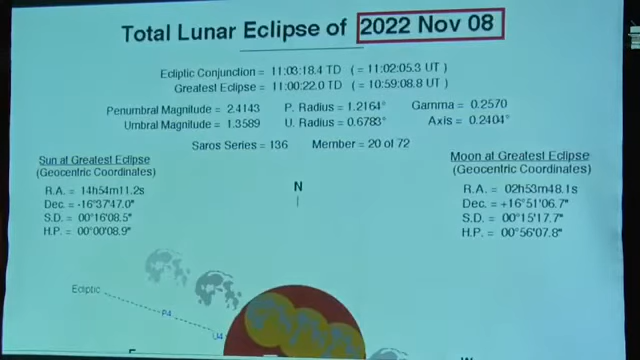 Total Lunar Eclipse of 2022 Nov 08
Ecliptic Conjunction = 11:03:18.4 TD (= 11:02:05.3 UT)
Greatest Eclipse = 11:00:22.0 TD (= 10:59:08.8 UT)
Penumbral Magnitude = 2.4143 P. Radius = 1.2164° Gamma = 0.2570
Umbral Magnitude = 1.3589 U. Radius = 0.6783° Axis = 0.2404°
Saros Series = 136 Member = 20 of 72
Sun at Greatest Eclipse
(Geocentric Coordinates)
R.A. = 14h54m11.2s
Dec. = -16°37'47.0"
S.D. = 00°16'08.5"
H.P. = 00°00'08.9"
Moon at Greatest Eclipse
(Geocentric Coordinates)
R.A. = 02h53m48.1s
Dec. = +16°51'06.7"
S.D. = 00°15'17.7"
H.P. = 00°56'07.8"
N
Ecliptic
P4
U4